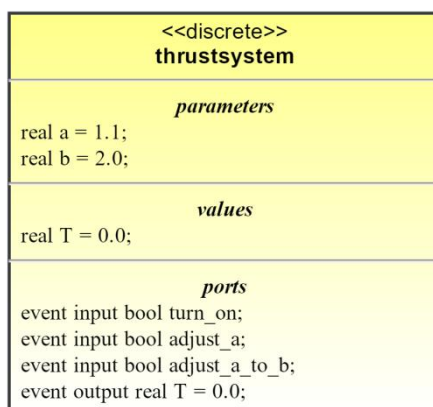 <<discrete>>
thrustsystem
parameters
real a = 1.1;
real b = 2.0;
values
real T = 0.0;
ports
event input bool turn_on;
event input bool adjust_a;
event input bool adjust_a_to_b;
event output real T = 0.0;